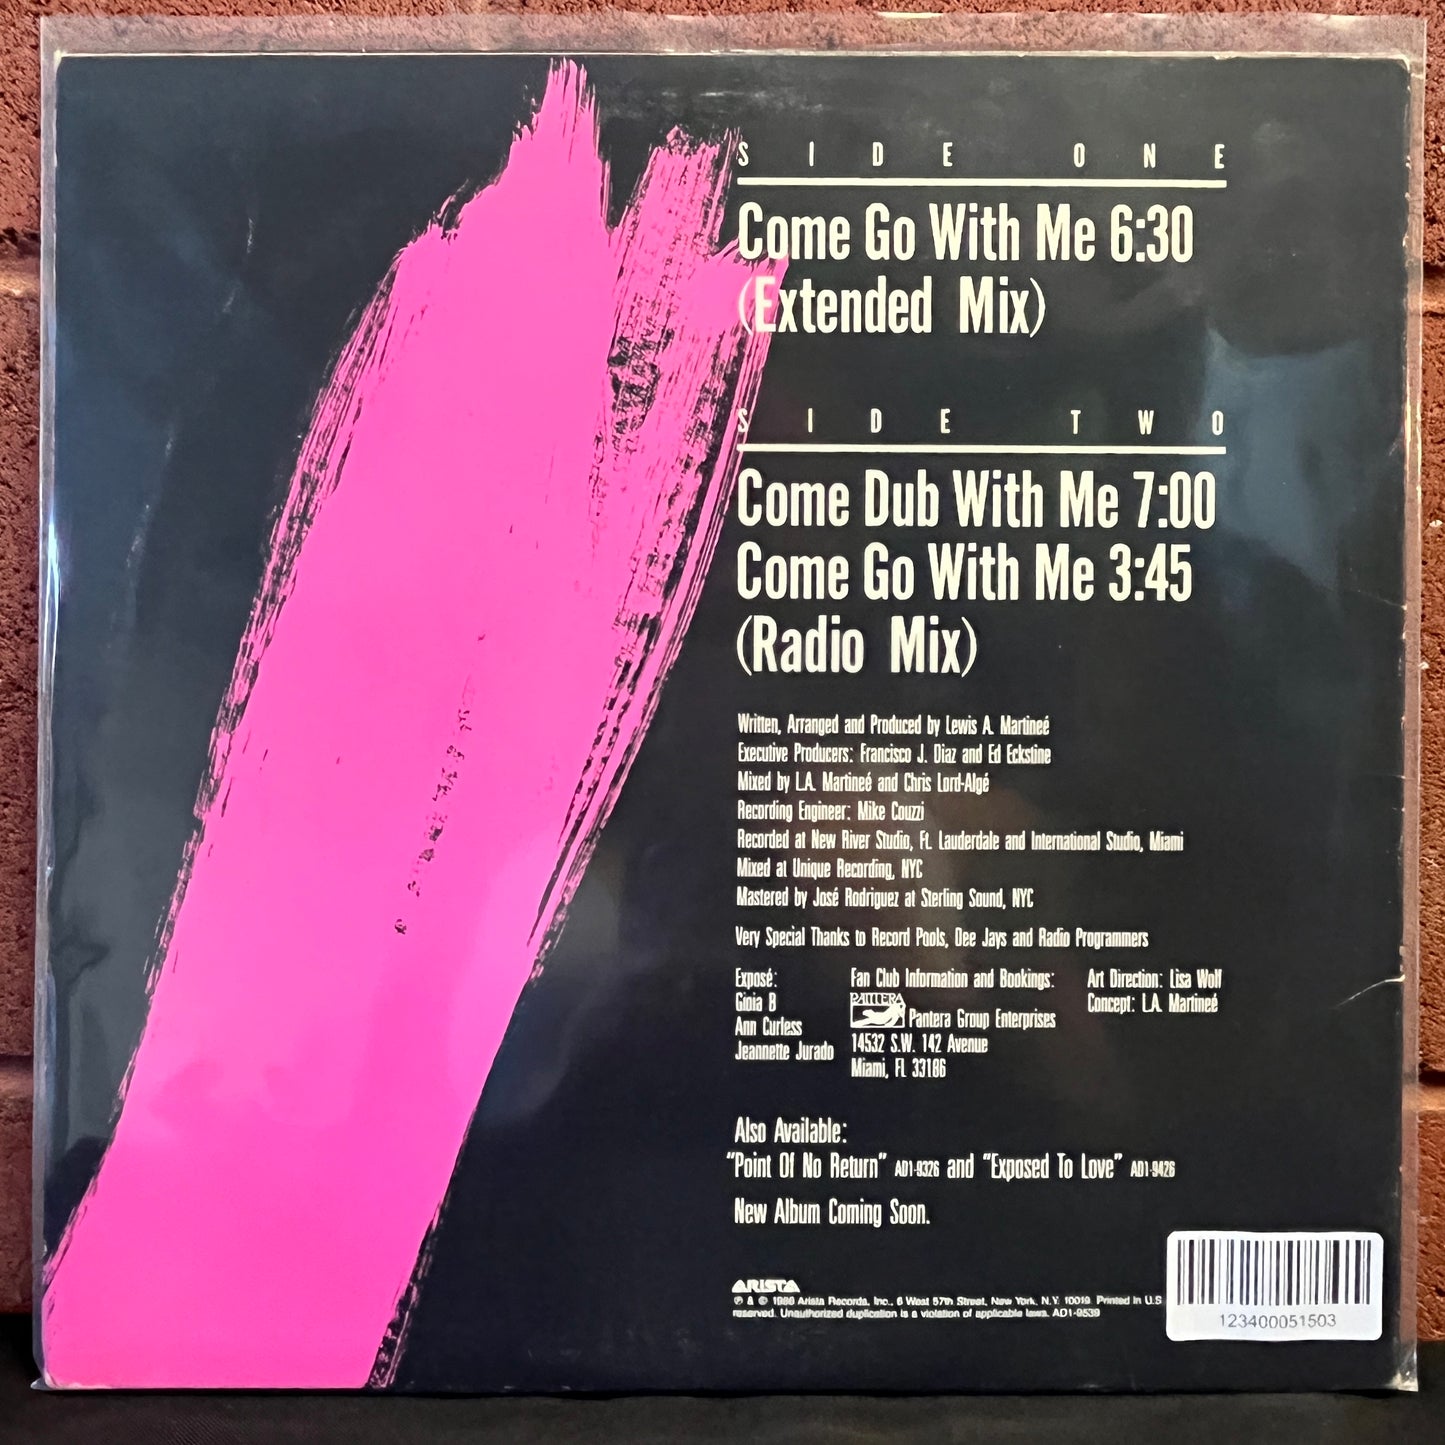 SIDE ONE
Come Go With Me 6:30
(Extended Mix)
SIDE TWO
Come Dub With Me 7:00
Come Go With Me 3:45
(Radio Mix)
Written, Arranged and Produced by Lewis A. Martineé
Executive Producers: Francisco J. Diaz and Ed Eckstine
Mixed by L.A. Martineé and Chris Lord-Algé
Recording Engineer: Mike Couzzi
Recorded at New River Studio, Ft. Lauderdale and International Studio, Miami
Mixed at Unique Recording, NYC
Mastered by José Rodriguez at Sterling Sound, NYC
Very Special Thanks to Record Pools, Dee Jays and Radio Programmers
Exposé:
Gioia B
Ann Curless
Jeannette Jurado
Fan Club Information and Bookings:
PANTERA
Pantera Group Enterprises
14532 S.W. 142 Avenue
Miami, FL 33186
Art Direction: Lisa Wolf
Concept: L.A. Martineé
Also Available:
"Point Of No Return" AD1-9326 and "Exposed To Love" AD1-9426
New Album Coming Soon.
ARISTA
℗ & © 1986 Arista Records, Inc., 6 West 57th Street, New York, N.Y. 10019. Printed in U.S
reserved. Unauthorized duplication is a violation of applicable laws. AD1-9539
123400051503